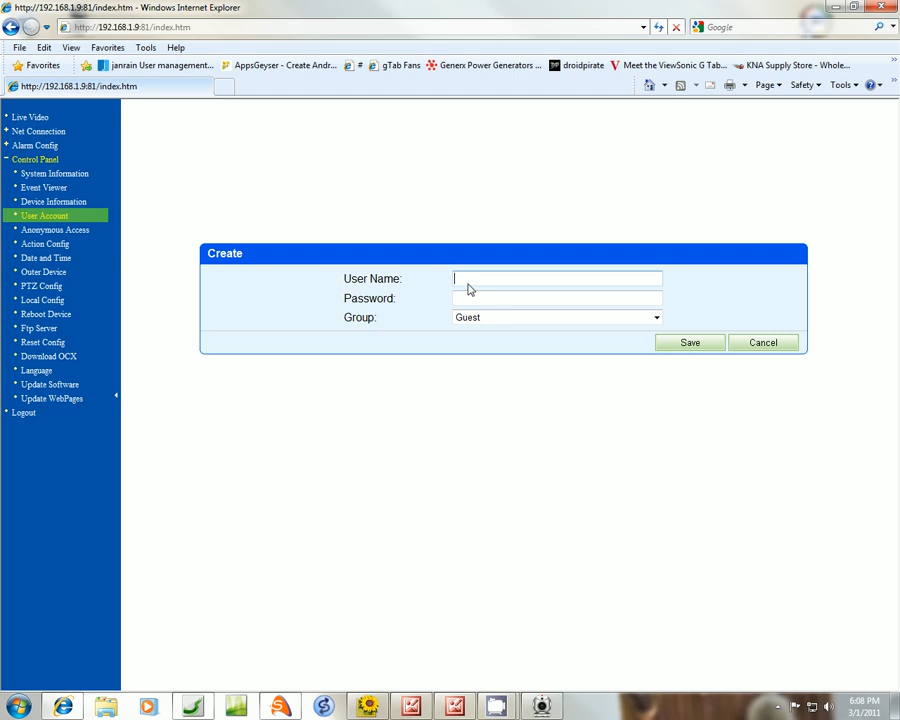 http://192.168.1.9:81/index.htm - Windows Internet Explorer
http://192.168.1.9:81/index.htm
Google
File Edit View Favorites Tools Help
Favorites janrain User management... AppsGeyser - Create Andr... # gTab Fans Generx Power Generators ... droidpirate Meet the ViewSonic G Tab... KNA Supply Store - Whole...
http://192.168.1.9:81/index.htm
Page Safety Tools
Live Video
Net Connection
Alarm Config
Control Panel
System Information
Event Viewer
Device Information
User Account
Anonymous Access
Action Config
Date and Time
Outer Device
PTZ Config
Local Config
Reboot Device
Ftp Server
Reset Config
Download OCX
Language
Update Software
Update WebPages
Logout
Create
User Name:
Password:
Group: Guest
Save Cancel
6:08 PM
3/1/2011